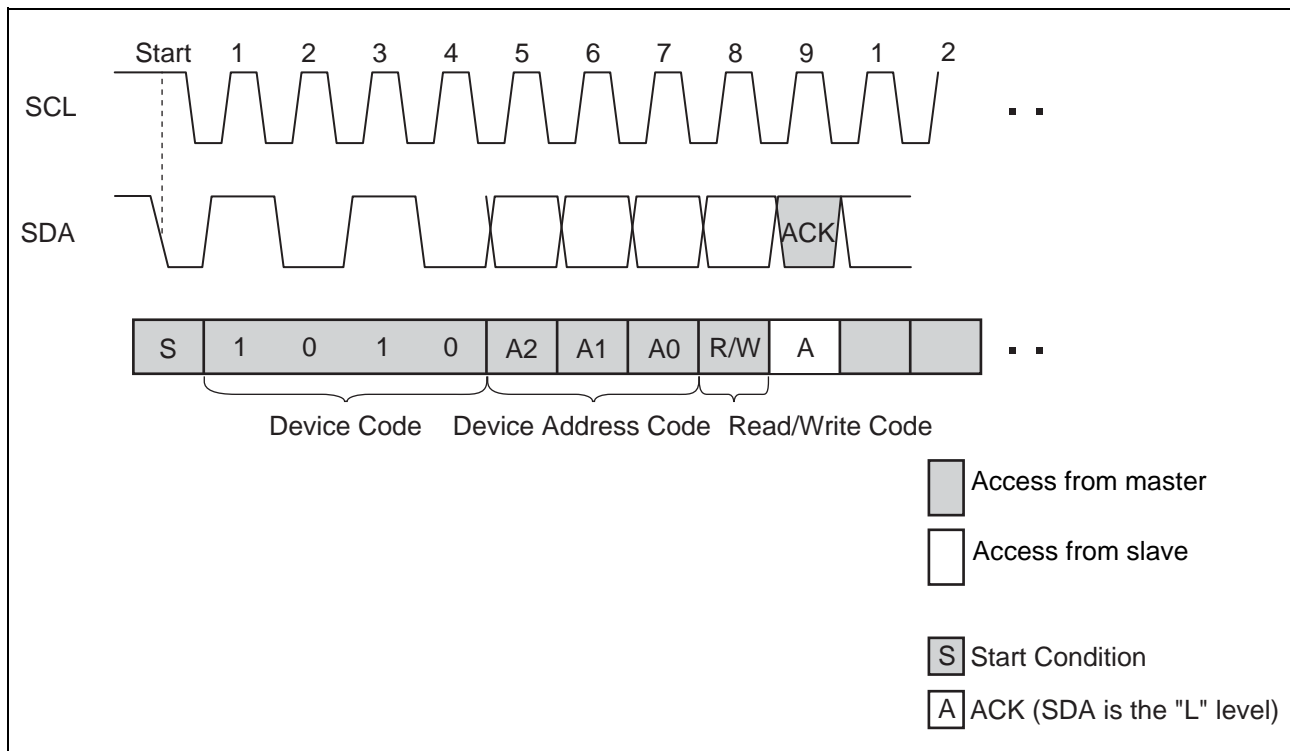 Start 1 2 3 4 5 6 7 8 9 1 2
SCL
SDA
ACK
S 1 0 1 0 A2 A1 A0 R/W A
Device Code Device Address Code Read/Write Code
Access from master
Access from slave
S Start Condition
A ACK (SDA is the "L" level)